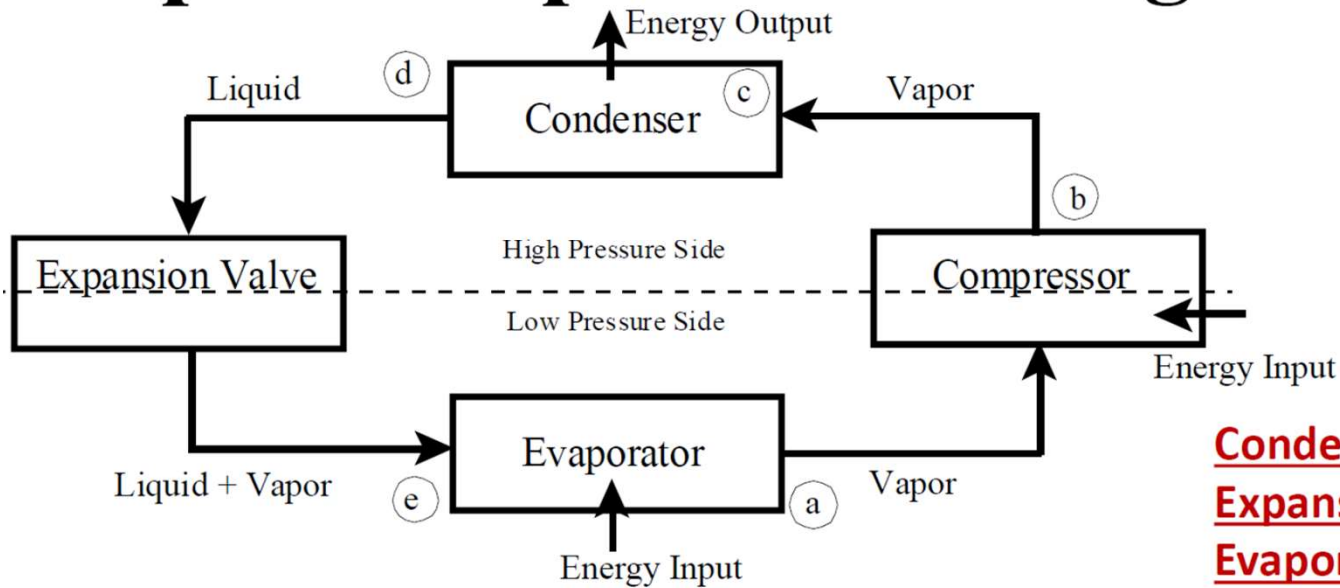 Energy Output
d
Liquid
c
Vapor
Condenser
b
High Pressure Side
Expansion Valve
Compressor
Low Pressure Side
Energy Input
Evaporator
Liquid + Vapor
e
a
Vapor
Energy Input